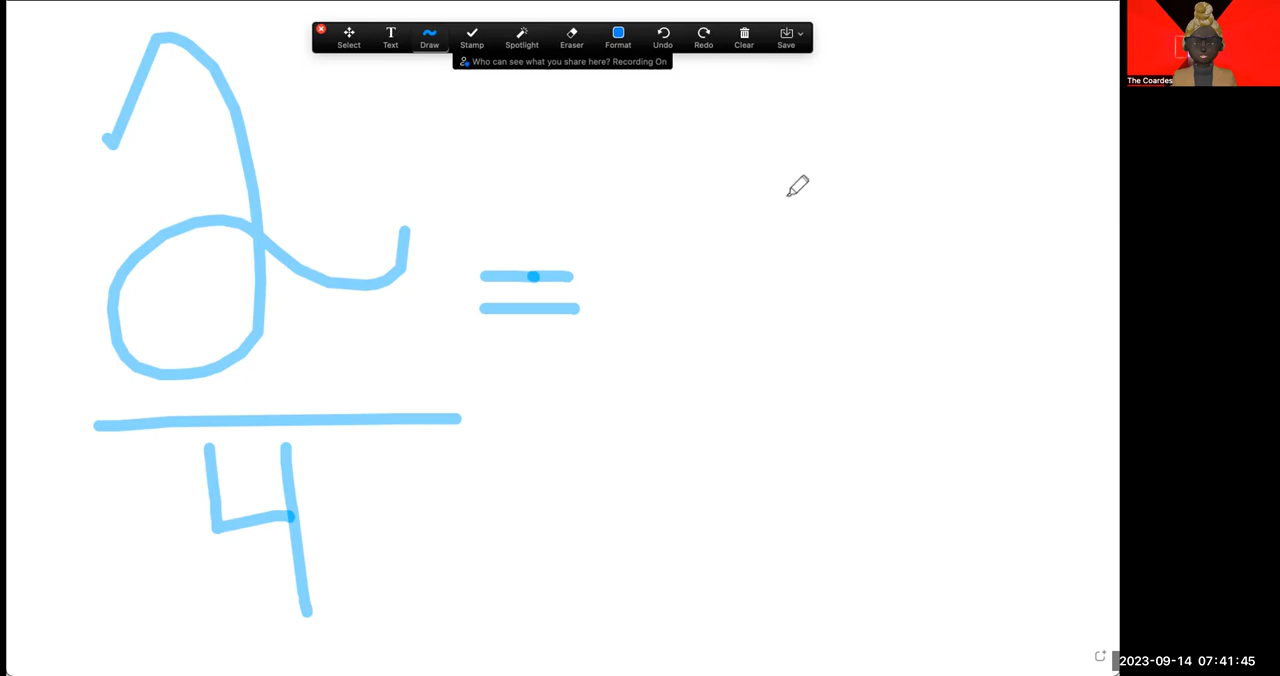 Select Text Draw Stamp Spotlight Eraser Format Undo Redo Clear Save
Who can see what you share here? Recording On
The Coardes
2 =
4
2023-09-14 07:41:45